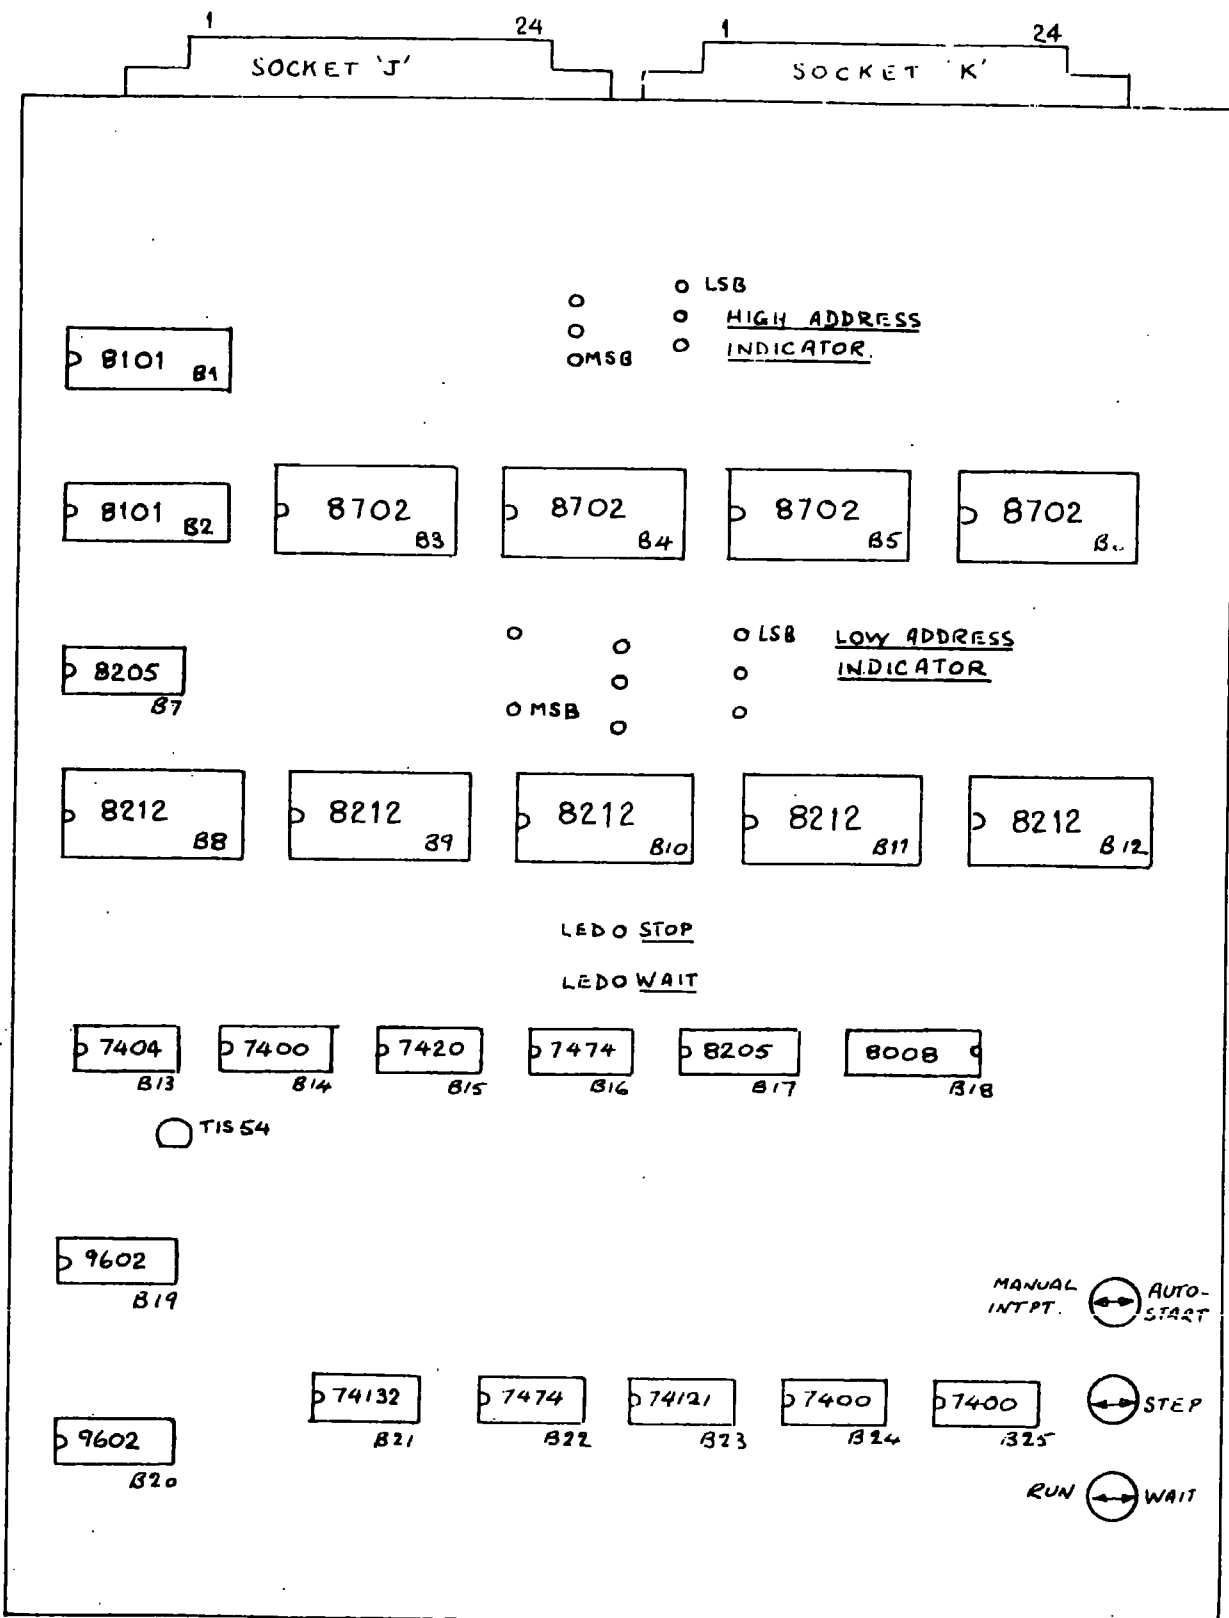 1 24 1 24
SOCKET 'J' SOCKET 'K'
LSB
HIGH ADDRESS
MSB INDICATOR.
8101 B1
8101 B2
8702 B3
8702 B4
8702 B5
8702
LSB LOW ADDRESS
INDICATOR
MSB
8205
B7
8212 B8
8212 B9
8212 B10
8212 B11
8212 B12
LED STOP
LED WAIT
7404 7400 7420 7474 8205 8008
B13 B14 B15 B16 B17 B18
TIS 54
9602
B19
MANUAL AUTO-
INTPT. START
74132 7474 74121 7400 7400 STEP
B21 B22 B23 B24 B25
9602
B20
RUN WAIT